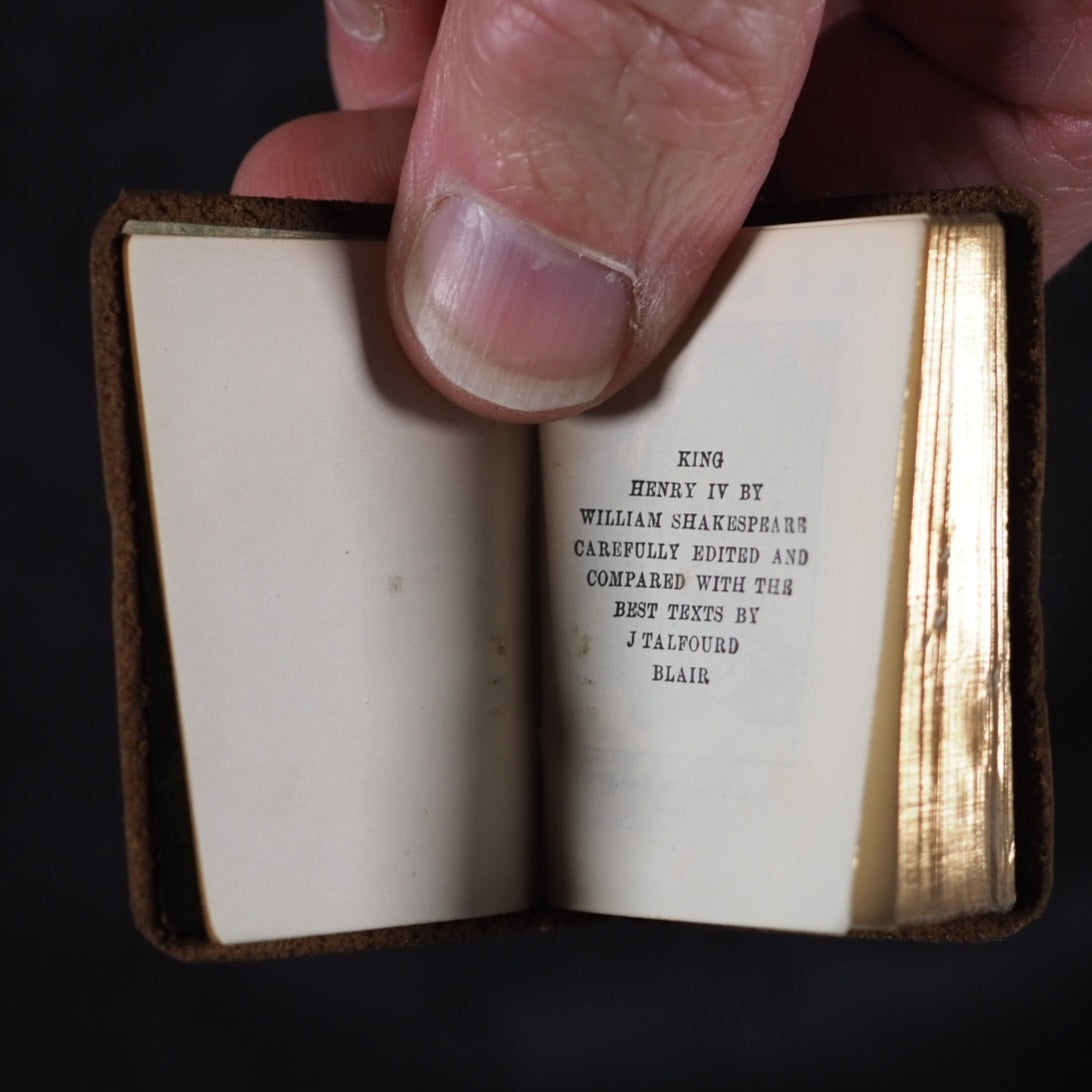 KING
HENRY IV BY
WILLIAM SHAKESPEARE
CAREFULLY EDITED AND
COMPARED WITH THE
BEST TEXTS BY
J TALFOURD
BLAIR